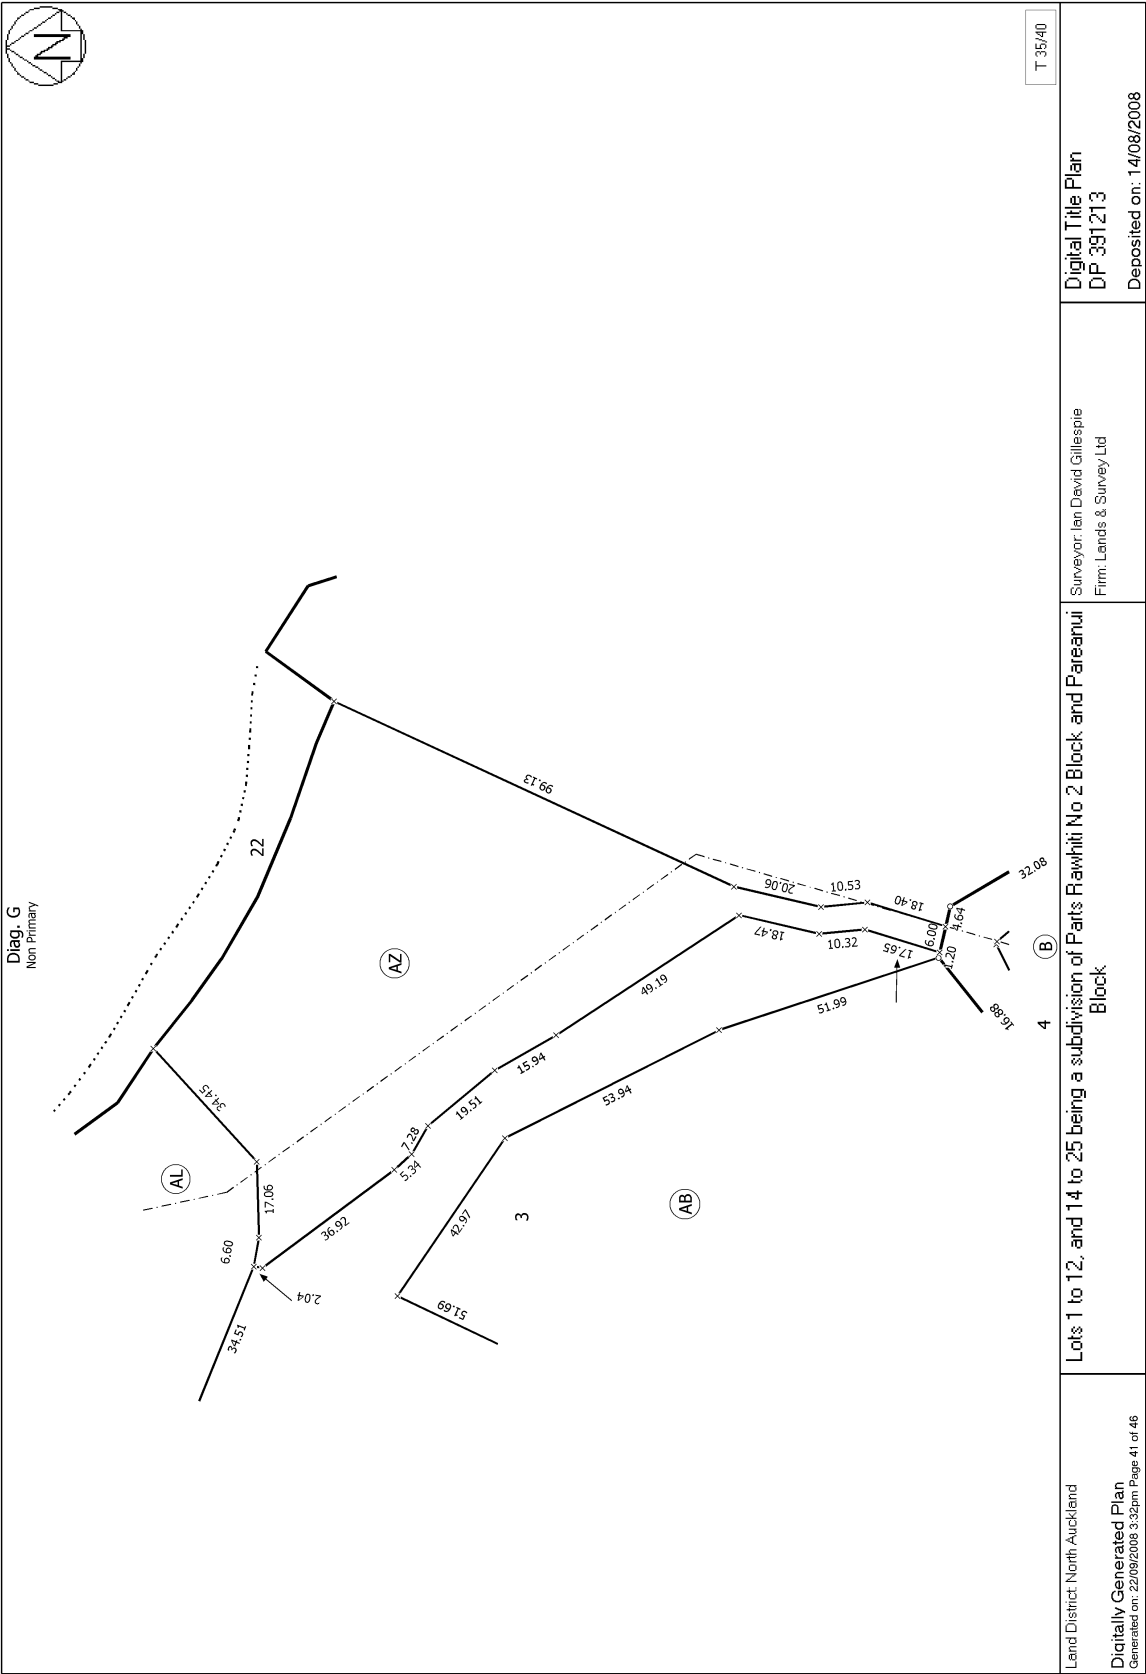 Diag. G
Non Primary
N
T 35/40
22
AZ
AL
AB
B
3
4
99.13
34.45
17.06
6.60
2.04
34.51
36.92
5.34
7.28
19.51
15.94
49.19
18.47
10.32
17.65
20.06
10.53
18.40
6.00
4.64
1.20
32.08
16.88
51.99
53.94
42.97
51.69
Land District: North Auckland
Digitally Generated Plan
Generated on: 22/09/2008 3:32pm Page 41 of 46
Lots 1 to 12, and 14 to 25 being a subdivision of Parts Rawhiti No 2 Block and Pareanui
Block
Surveyor: Ian David Gillespie
Firm: Lands & Survey Ltd
Digital Title Plan
DP 391213
Deposited on: 14/08/2008